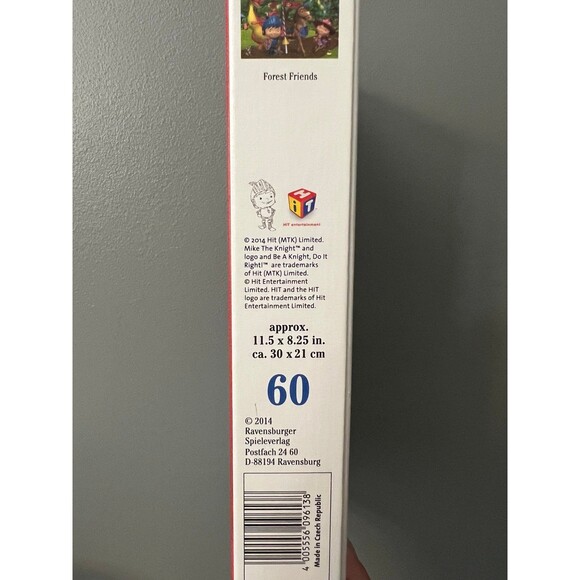 Forest Friends
HiT
HIT entertainment
© 2014 Hit (MTK) Limited.
Mike The Knight™ and
logo and Be A Knight, Do It
Right!™ are trademarks
of Hit (MTK) Limited.
© Hit Entertainment
Limited. HIT and the HIT
logo are trademarks of Hit
Entertainment Limited.
approx.
11.5 x 8.25 in.
ca. 30 x 21 cm
60
© 2014
Ravensburger
Spieleverlag
Postfach 24 60
D-88194 Ravensburg
4 005556 096138
Made in Czech Republic